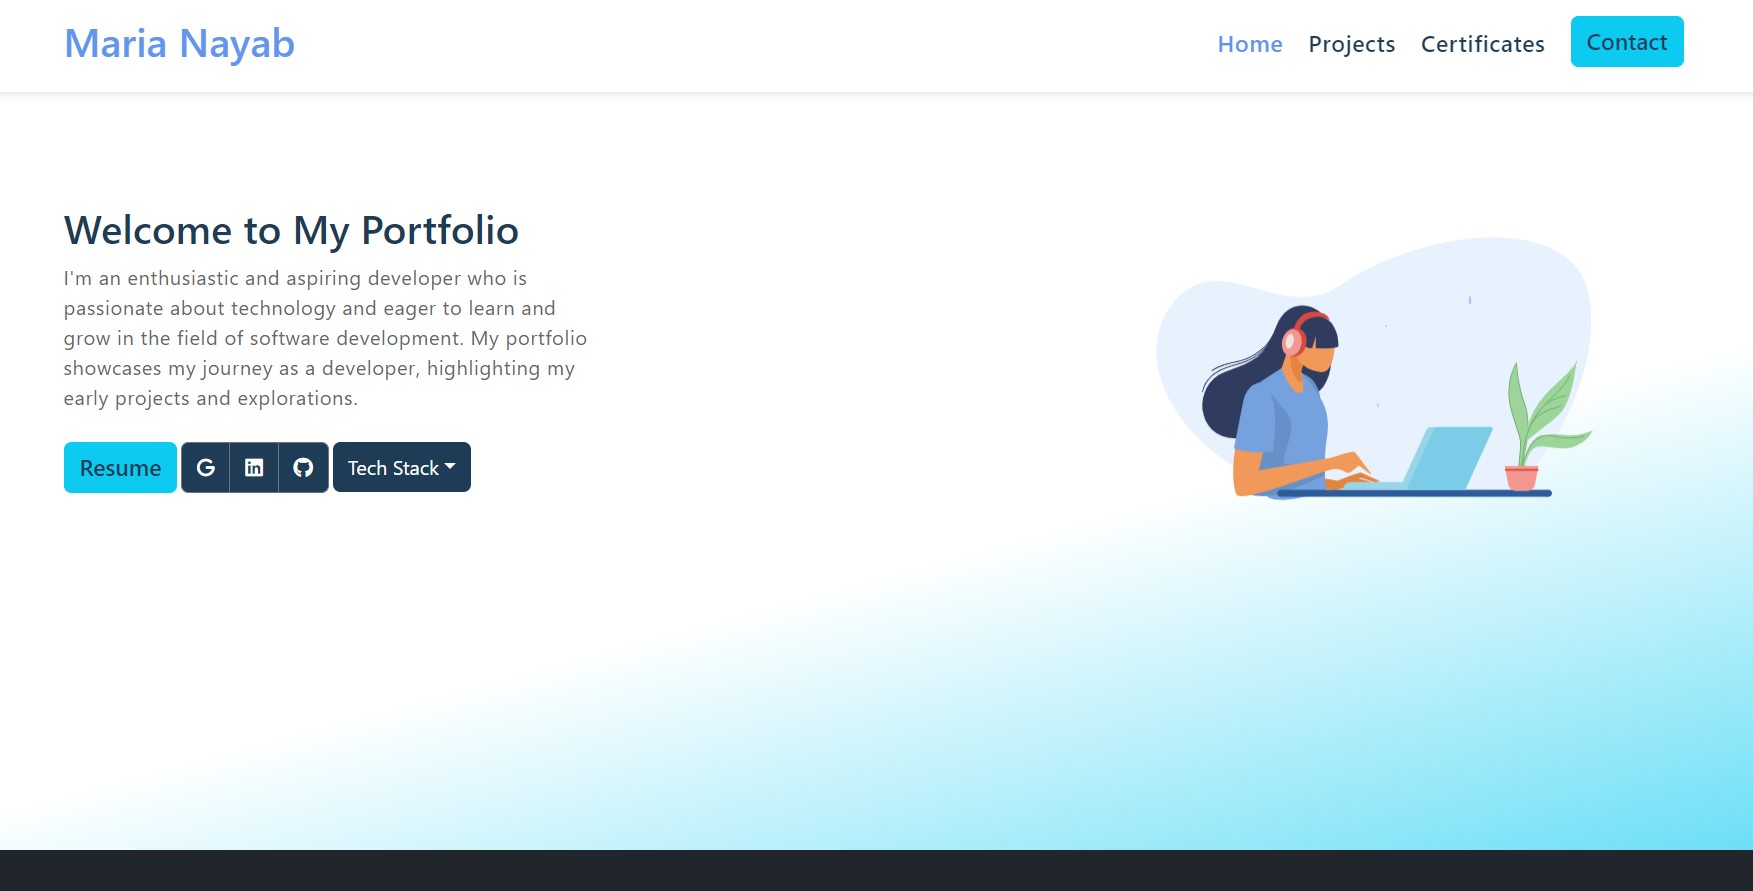 Maria Nayab
Home Projects Certificates Contact
Welcome to My Portfolio
I'm an enthusiastic and aspiring developer who is
passionate about technology and eager to learn and
grow in the field of software development. My portfolio
showcases my journey as a developer, highlighting my
early projects and explorations.
Resume G in Tech Stack